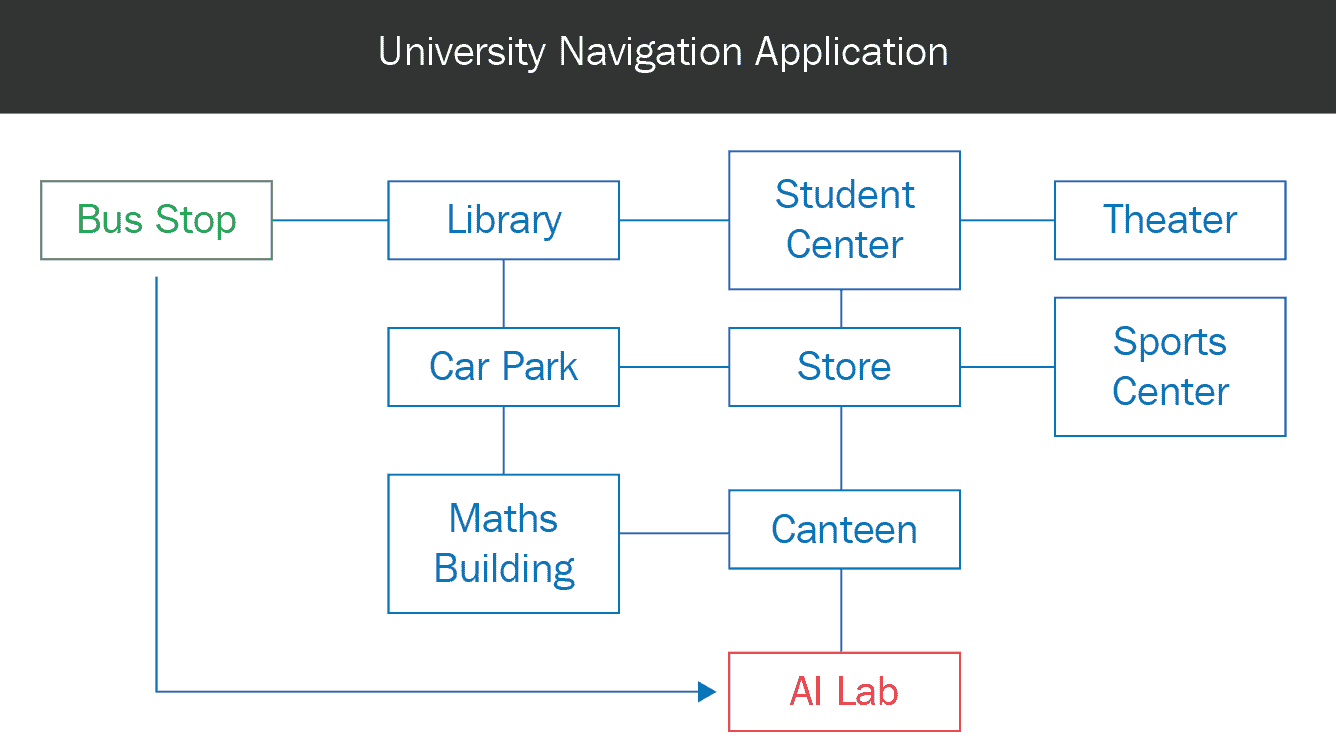 University Navigation Application
Bus Stop
Library
Student
Center
Theater
Car Park
Store
Sports
Center
Maths
Building
Canteen
AI Lab